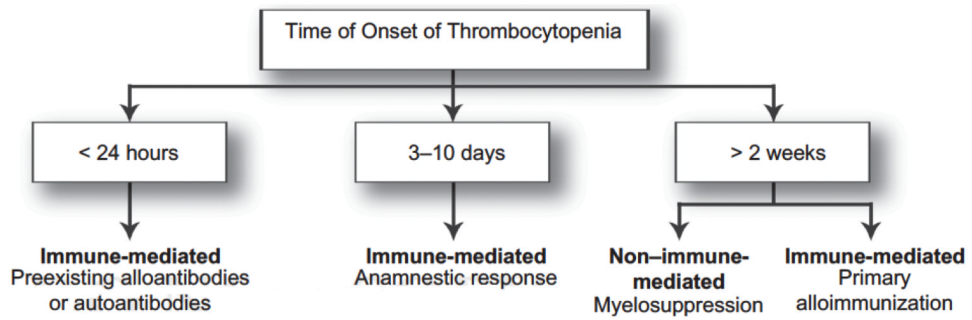 Time of Onset of Thrombocytopenia
< 24 hours
3–10 days
> 2 weeks
Immune-mediated
Preexisting alloantibodies
or autoantibodies
Immune-mediated
Anamnestic response
Non–immune-
mediated
Myelosuppression
Immune-mediated
Primary
alloimmunization